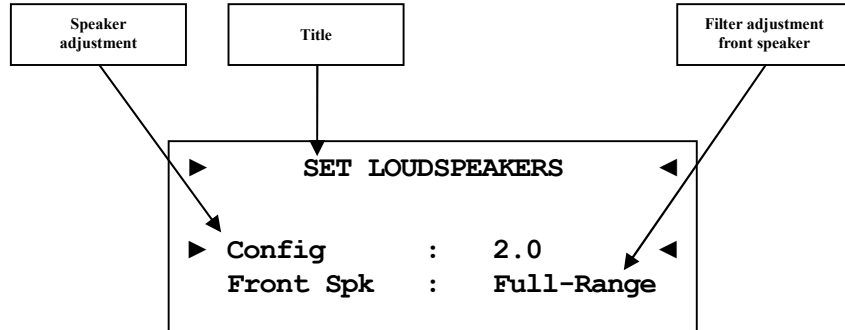 Speaker
adjustment
Title
Filter adjustment
front speaker
► SET LOUDSPEAKERS ◄
► Config : 2.0 ◄
Front Spk : Full-Range